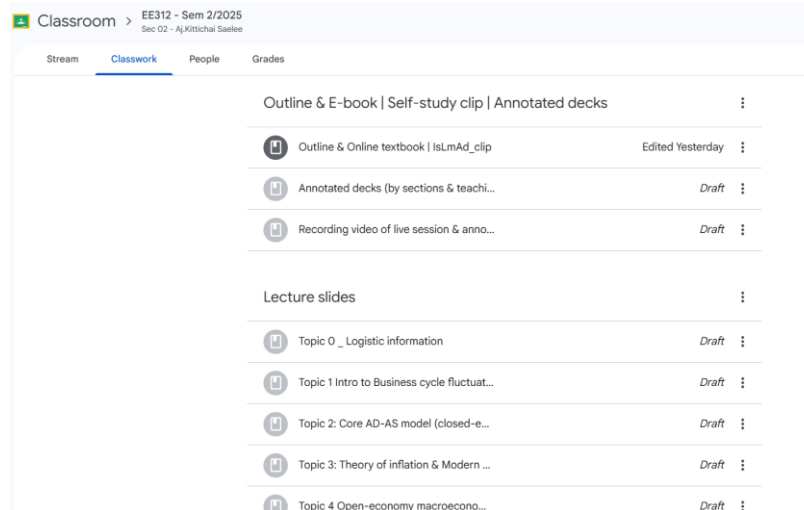 Classroom > EE312 - Sem 2/2025
Sec 02 - Aj.Kittichai Saelee
Stream Classwork People Grades
Outline & E-book | Self-study clip | Annotated decks
Outline & Online textbook | IsLmAd_clip Edited Yesterday
Annotated decks (by sections & teachi... Draft
Recording video of live session & anno... Draft
Lecture slides
Topic 0 _ Logistic information Draft
Topic 1 Intro to Business cycle fluctuat... Draft
Topic 2: Core AD-AS model (closed-e... Draft
Topic 3: Theory of inflation & Modern ... Draft
Topic 4 Open-economy macroecono... Draft